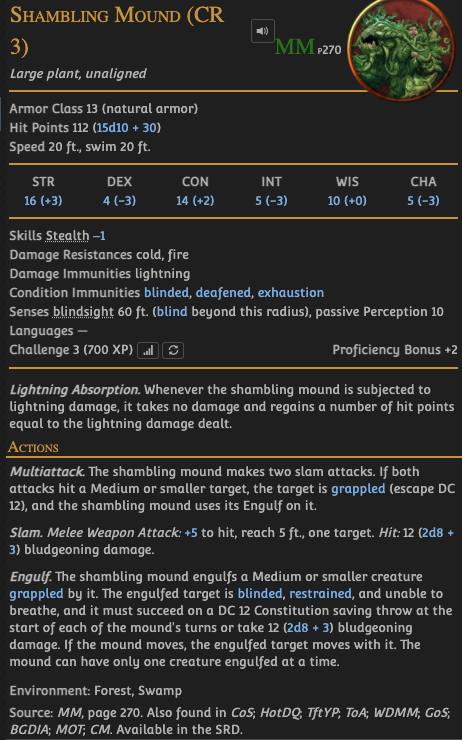 Shambling Mound (CR
3)
MM P270
Large plant, unaligned
Armor Class 13 (natural armor)
Hit Points 112 (15d10 + 30)
Speed 20 ft., swim 20 ft.
STR DEX CON INT WIS CHA
16 (+3) 4 (−3) 14 (+2) 5 (−3) 10 (+0) 5 (−3)
Skills Stealth −1
Damage Resistances cold, fire
Damage Immunities lightning
Condition Immunities blinded, deafened, exhaustion
Senses blindsight 60 ft. (blind beyond this radius), passive Perception 10
Languages —
Challenge 3 (700 XP) Proficiency Bonus +2
Lightning Absorption. Whenever the shambling mound is subjected to
lightning damage, it takes no damage and regains a number of hit points
equal to the lightning damage dealt.
Actions
Multiattack. The shambling mound makes two slam attacks. If both
attacks hit a Medium or smaller target, the target is grappled (escape DC
12), and the shambling mound uses its Engulf on it.
Slam. Melee Weapon Attack: +5 to hit, reach 5 ft., one target. Hit: 12 (2d8 +
3) bludgeoning damage.
Engulf. The shambling mound engulfs a Medium or smaller creature
grappled by it. The engulfed target is blinded, restrained, and unable to
breathe, and it must succeed on a DC 12 Constitution saving throw at the
start of each of the mound's turns or take 12 (2d8 + 3) bludgeoning
damage. If the mound moves, the engulfed target moves with it. The
mound can have only one creature engulfed at a time.
Environment: Forest, Swamp
Source: MM, page 270. Also found in CoS; HotDQ; TftYP; ToA; WDMM; GoS;
BGDIA; MOT; CM. Available in the SRD.